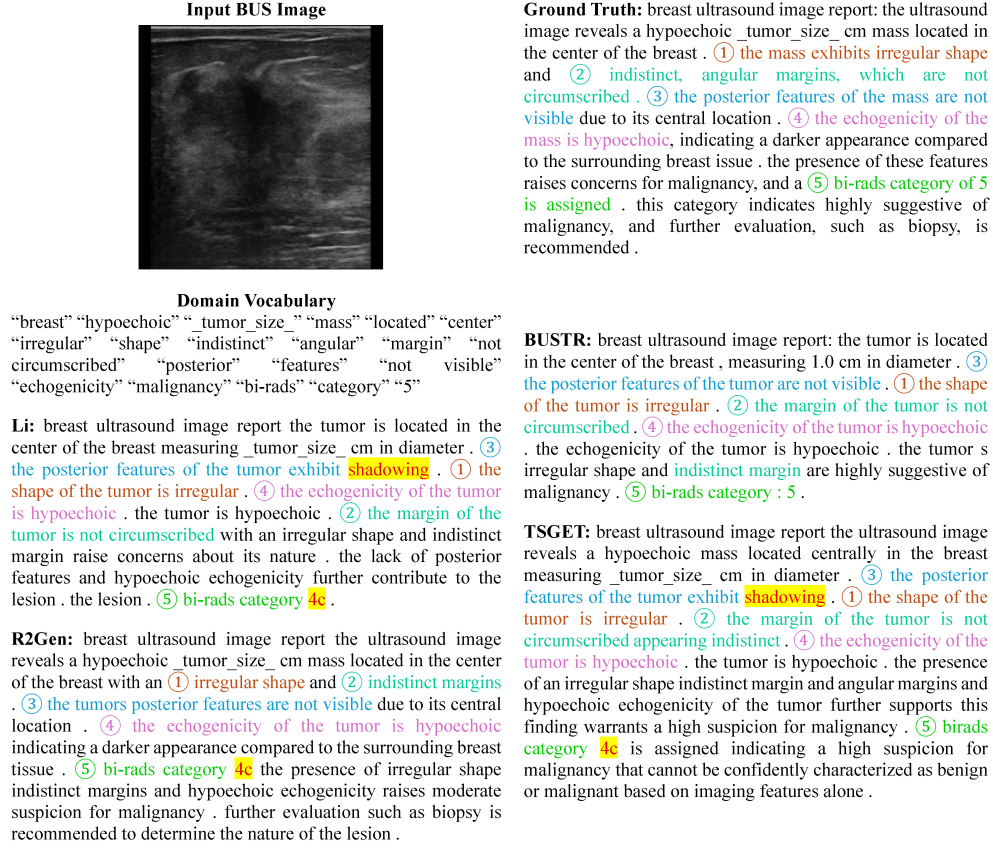 Input BUS Image
Domain Vocabulary
“breast” “hypoechoic” “_tumor_size_” “mass” “located” “center”
“irregular” “shape” “indistinct” “angular” “margin” “not
circumscribed” “posterior” “features” “not visible”
“echogenicity” “malignancy” “bi-rads” “category” “5”
Li: breast ultrasound image report the tumor is located in the
center of the breast measuring _tumor_size_ cm in diameter . ③
the posterior features of the tumor exhibit shadowing . ① the
shape of the tumor is irregular . ④ the echogenicity of the tumor
is hypoechoic . the tumor is hypoechoic . ② the margin of the
tumor is not circumscribed with an irregular shape and indistinct
margin raise concerns about its nature . the lack of posterior
features and hypoechoic echogenicity further contribute to the
lesion . the lesion . ⑤ bi-rads category 4c .
R2Gen: breast ultrasound image report the ultrasound image
reveals a hypoechoic _tumor_size_ cm mass located in the center
of the breast with an ① irregular shape and ② indistinct margins
. ③ the tumors posterior features are not visible due to its central
location . ④ the echogenicity of the tumor is hypoechoic
indicating a darker appearance compared to the surrounding breast
tissue . ⑤ bi-rads category 4c the presence of irregular shape
indistinct margins and hypoechoic echogenicity raises moderate
suspicion for malignancy . further evaluation such as biopsy is
recommended to determine the nature of the lesion .
Ground Truth: breast ultrasound image report: the ultrasound
image reveals a hypoechoic _tumor_size_ cm mass located in
the center of the breast . ① the mass exhibits irregular shape
and ② indistinct, angular margins, which are not
circumscribed . ③ the posterior features of the mass are not
visible due to its central location . ④ the echogenicity of the
mass is hypoechoic, indicating a darker appearance compared
to the surrounding breast tissue . the presence of these features
raises concerns for malignancy, and a ⑤ bi-rads category of 5
is assigned . this category indicates highly suggestive of
malignancy, and further evaluation, such as biopsy, is
recommended .
BUSTR: breast ultrasound image report: the tumor is located
in the center of the breast , measuring 1.0 cm in diameter . ③
the posterior features of the tumor are not visible . ① the shape
of the tumor is irregular . ② the margin of the tumor is not
circumscribed . ④ the echogenicity of the tumor is hypoechoic
. the echogenicity of the tumor is hypoechoic . the tumor s
irregular shape and indistinct margin are highly suggestive of
malignancy . ⑤ bi-rads category : 5 .
TSGET: breast ultrasound image report the ultrasound image
reveals a hypoechoic mass located centrally in the breast
measuring _tumor_size_ cm in diameter . ③ the posterior
features of the tumor exhibit shadowing . ① the shape of the
tumor is irregular . ② the margin of the tumor is not
circumscribed appearing indistinct . ④ the echogenicity of the
tumor is hypoechoic . the tumor is hypoechoic . the presence
of an irregular shape indistinct margin and angular margins and
hypoechoic echogenicity of the tumor further supports this
finding warrants a high suspicion for malignancy . ⑤ birads
category 4c is assigned indicating a high suspicion for
malignancy that cannot be confidently characterized as benign
or malignant based on imaging features alone .